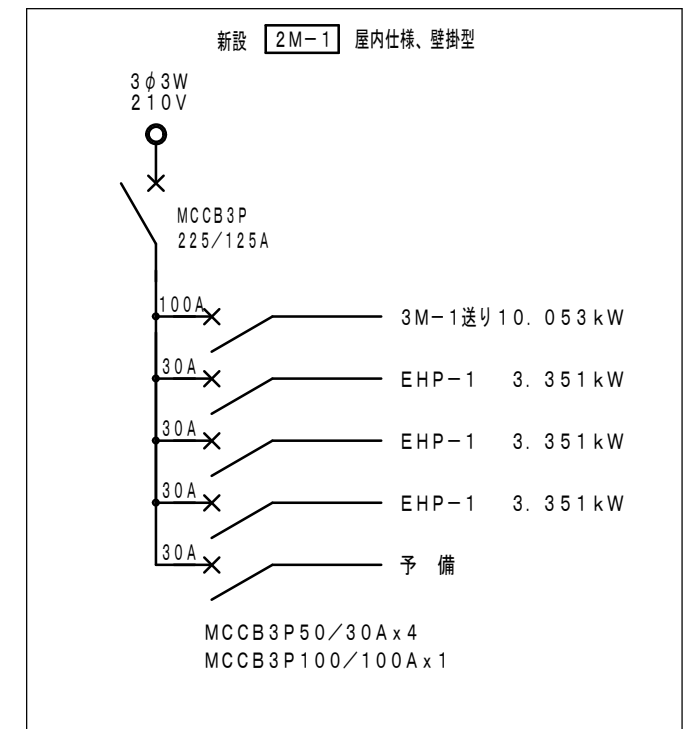 新設 2M-1 屋内仕様、壁掛型
3φ3W
210V
MCCB3P
225/125A
100A 3M-1送り10.053kW
30A EHP-1 3.351kW
30A EHP-1 3.351kW
30A EHP-1 3.351kW
30A 予備
MCCB3P50/30Ax4
MCCB3P100/100Ax1